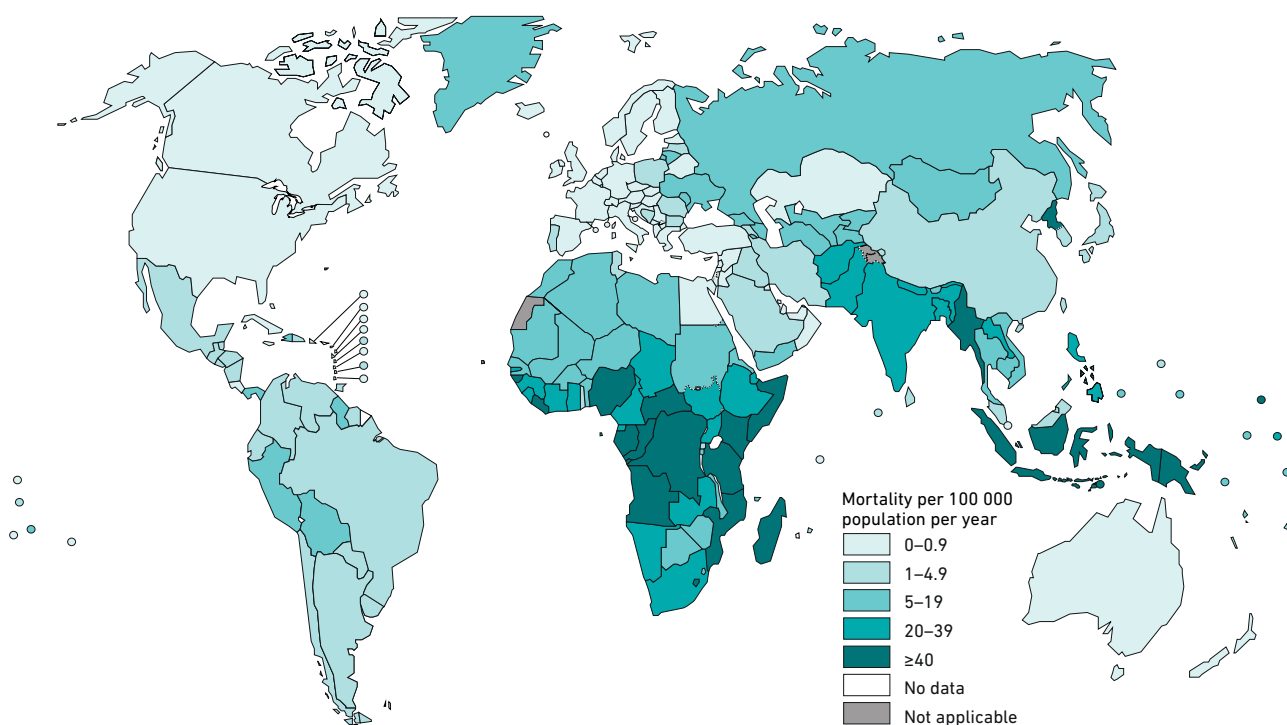 Mortality per 100 000
population per year
0–0.9
1–4.9
5–19
20–39
≥40
No data
Not applicable